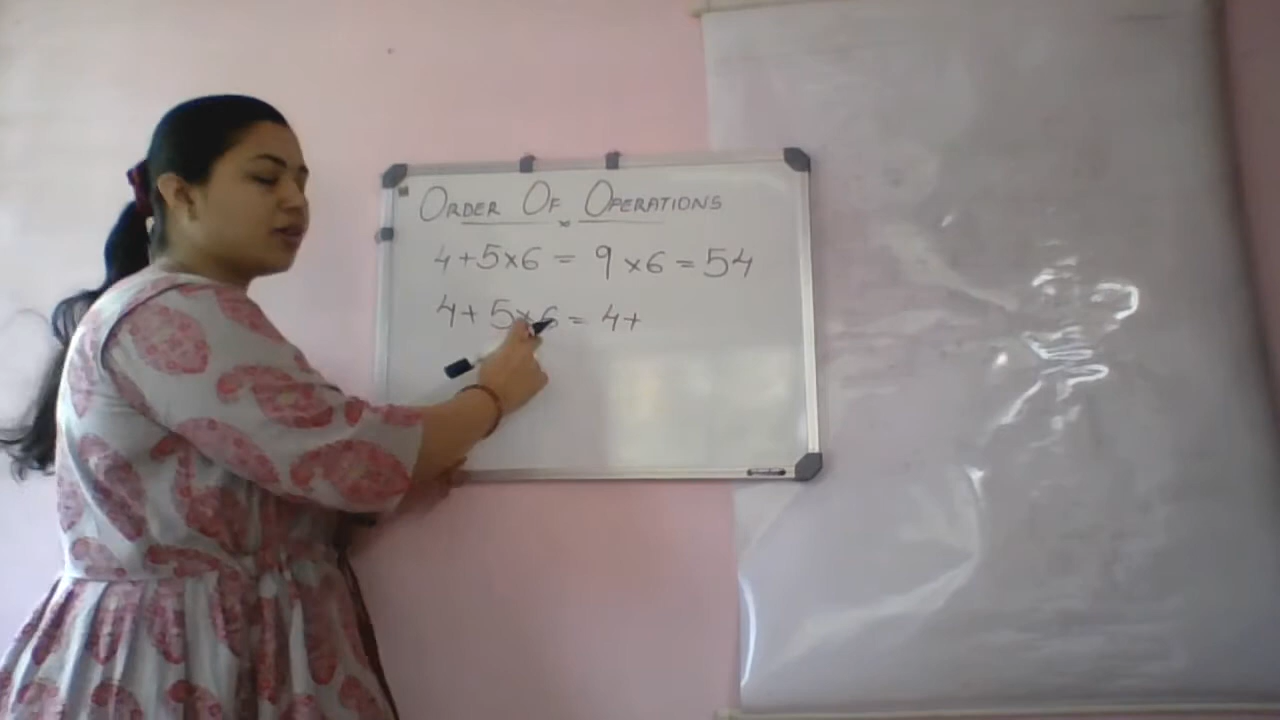 ORDER OF OPERATIONS
4+5×6 = 9×6 = 54
4+5×6 = 4+